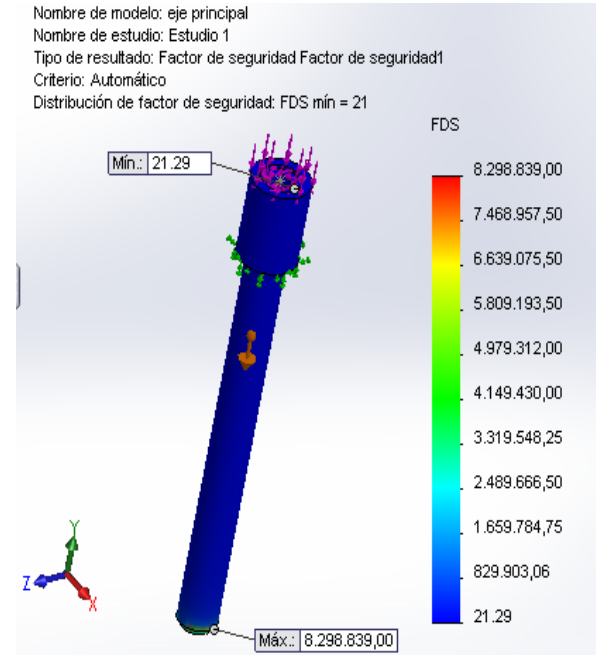 Nombre de modelo: eje principal
Nombre de estudio: Estudio 1
Tipo de resultado: Factor de seguridad Factor de seguridad1
Criterio: Automático
Distribución de factor de seguridad: FDS mín = 21
FDS
Mín.: 21.29
8.298.839,00
7.468.957,50
6.639.075,50
5.809.193,50
4.979.312,00
4.149.430,00
3.319.548,25
2.489.666,50
1.659.784,75
829.903,06
21.29
Y
Z
X
Máx.: 8.298.839,00